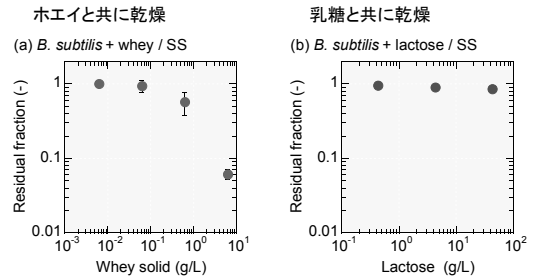 ホエイと共に乾燥
乳糖と共に乾燥
(a) B. subtilis + whey / SS
(b) B. subtilis + lactose / SS
Residual fraction (-)
1
0.1
0.01
10⁻³ 10⁻² 10⁻¹ 10⁰ 10¹
Whey solid (g/L)
Residual fraction (-)
1
0.1
0.01
10⁻¹ 10⁰ 10¹ 10²
Lactose (g/L)